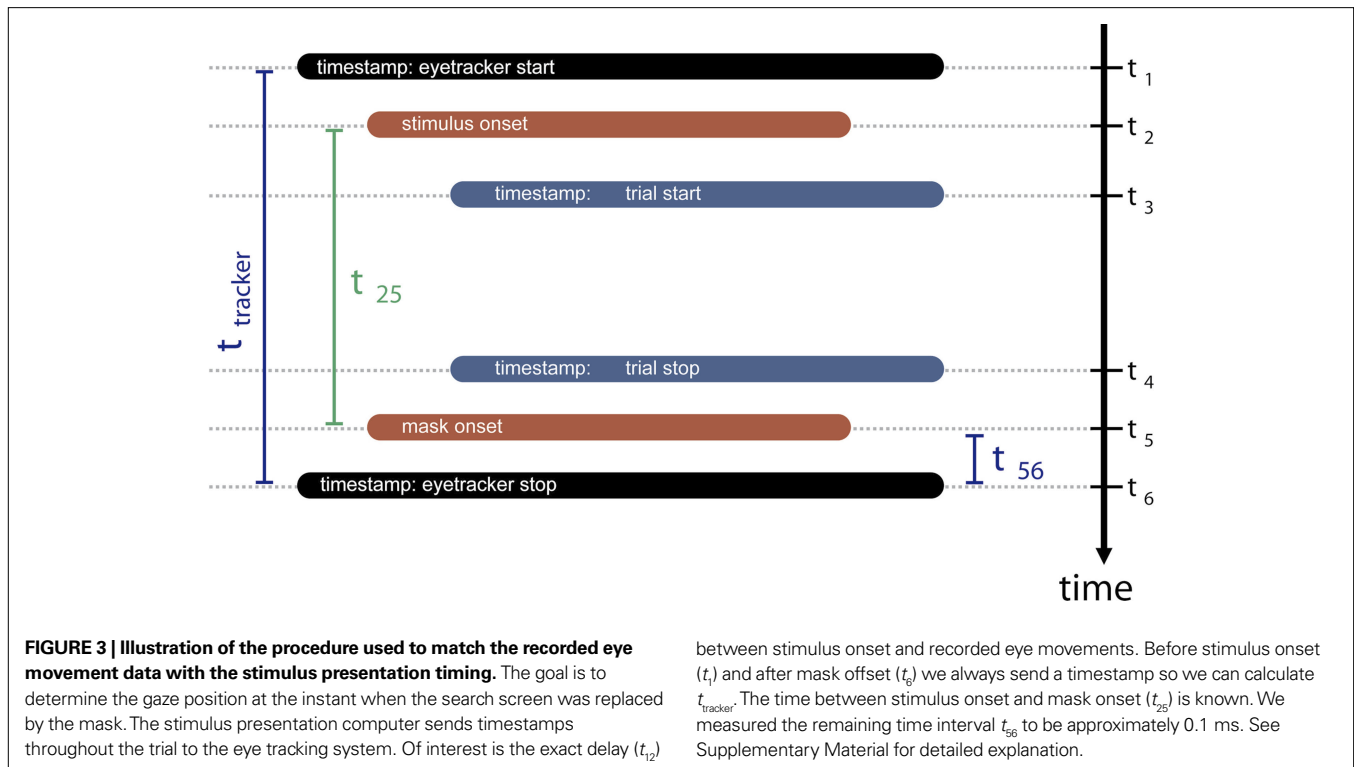 timestamp: eyetracker start
t 1
stimulus onset
t 2
timestamp: trial start
t 3
t tracker
t 25
timestamp: trial stop
t 4
mask onset
t 5
t 56
timestamp: eyetracker stop
t 6
time
FIGURE 3 | Illustration of the procedure used to match the recorded eye
movement data with the stimulus presentation timing. The goal is to
determine the gaze position at the instant when the search screen was replaced
by the mask. The stimulus presentation computer sends timestamps
throughout the trial to the eye tracking system. Of interest is the exact delay (t12)
between stimulus onset and recorded eye movements. Before stimulus onset
(t1) and after mask offset (t6) we always send a timestamp so we can calculate
ttracker. The time between stimulus onset and mask onset (t25) is known. We
measured the remaining time interval t56 to be approximately 0.1 ms. See
Supplementary Material for detailed explanation.